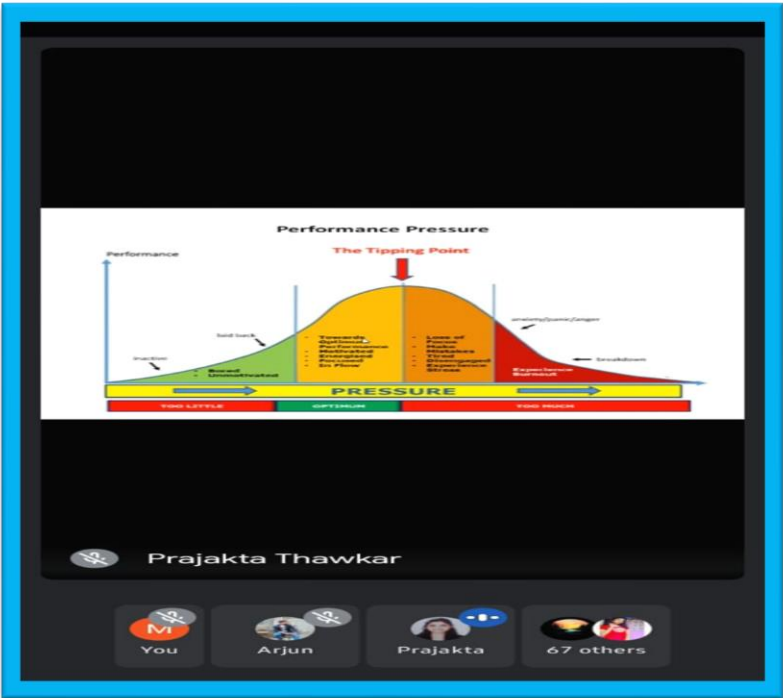 Performance Pressure
Performance
The Tipping Point
laid back
inactive
- Bored
- Unmotivated
- Towards
Optimal
Performance
- Motivated
- Energised
- Focused
- In Flow
- Loss of
Focus
- Make
Mistakes
- Tired
- Disengaged
- Experience
Stress
anxiety/panic/anger
breakdown
Experience
Burnout
PRESSURE
TOO LITTLE
OPTIMUM
TOO MUCH
Prajakta Thawkar
M
You
Arjun
Prajakta
67 others